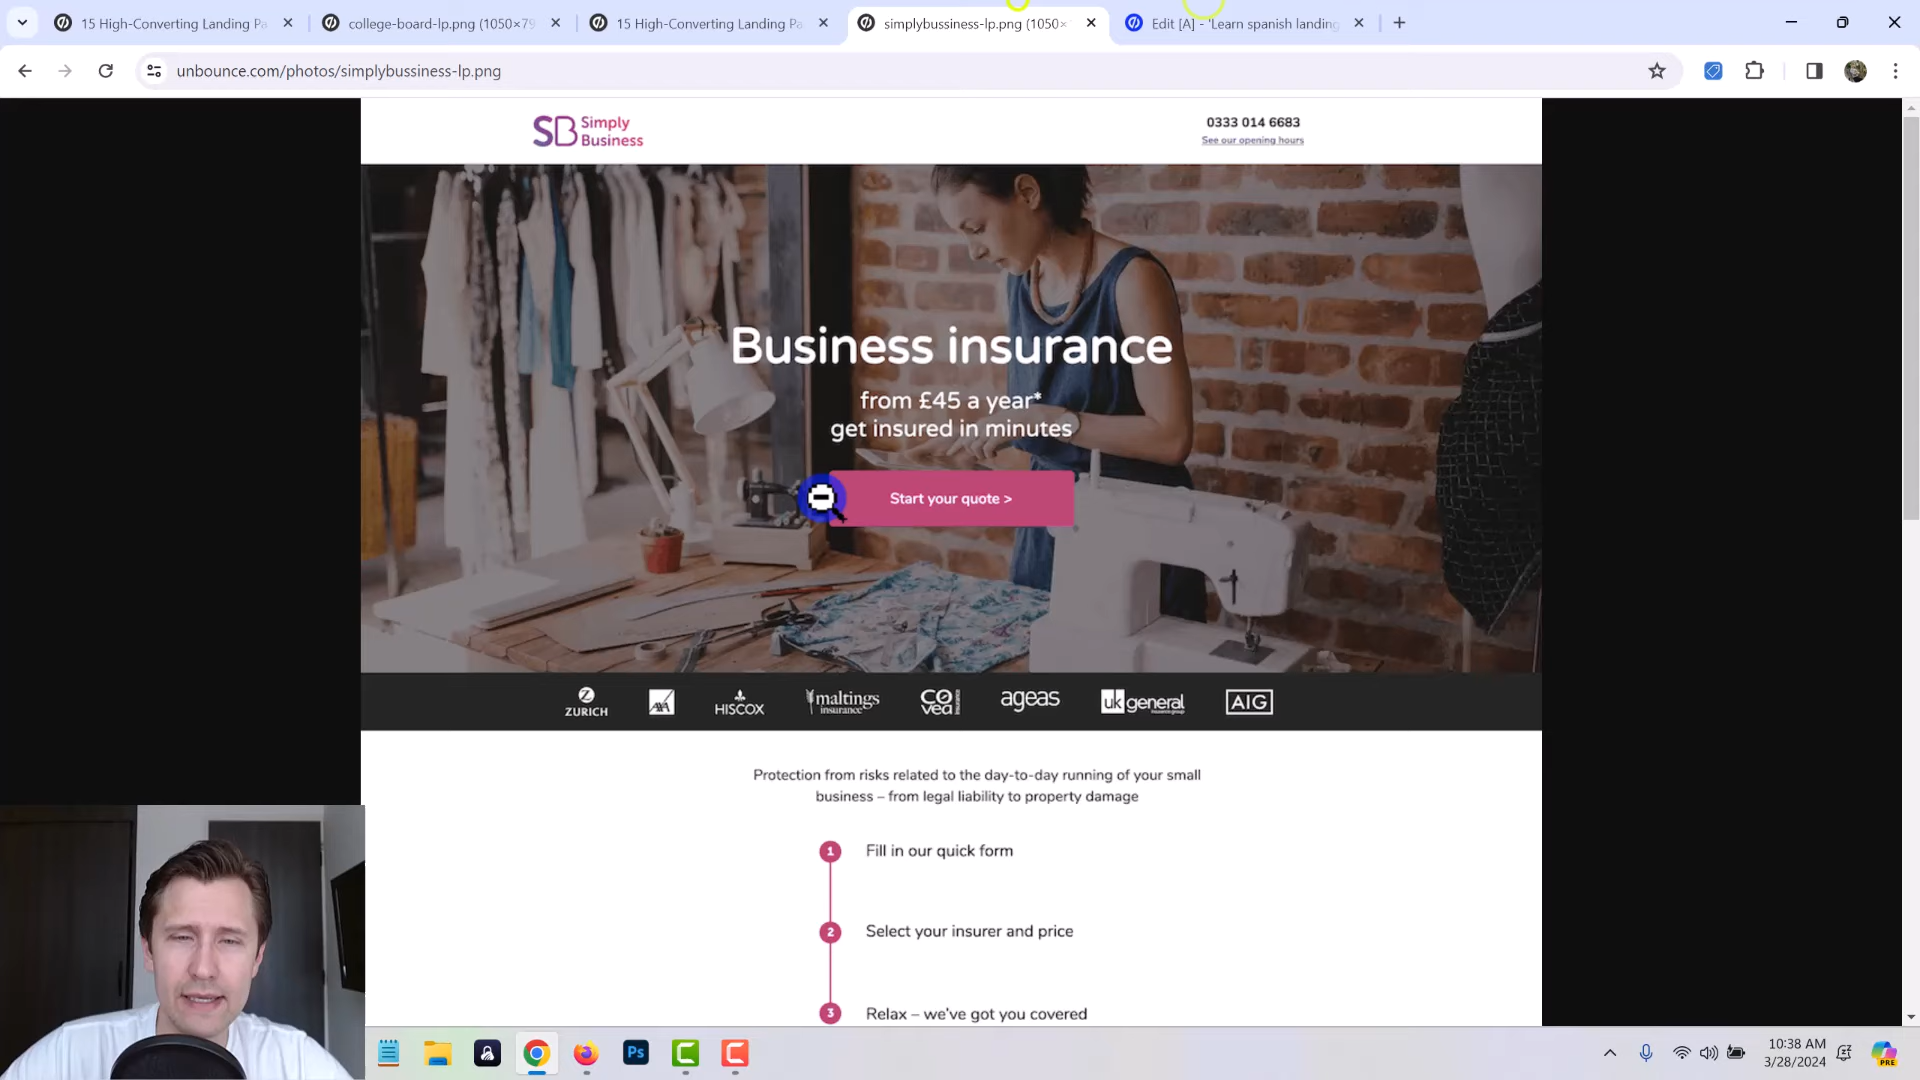 15 High-Converting Landing Pa
college-board-lp.png (1050×79
15 High-Converting Landing Pa
simplybussiness-lp.png (1050×
Edit [A] - 'Learn spanish landing
unbounce.com/photos/simplybussiness-lp.png
SB Simply Business
0333 014 6683
See our opening hours
Business insurance
from £45 a year*
get insured in minutes
Start your quote >
Z ZURICH
AXA
HISCOX
maltings insurance
covea insurance
ageas
uk general
AIG
Protection from risks related to the day-to-day running of your small
business – from legal liability to property damage
1 Fill in our quick form
2 Select your insurer and price
3 Relax – we've got you covered
Ps
10:38 AM
3/28/2024
PRE